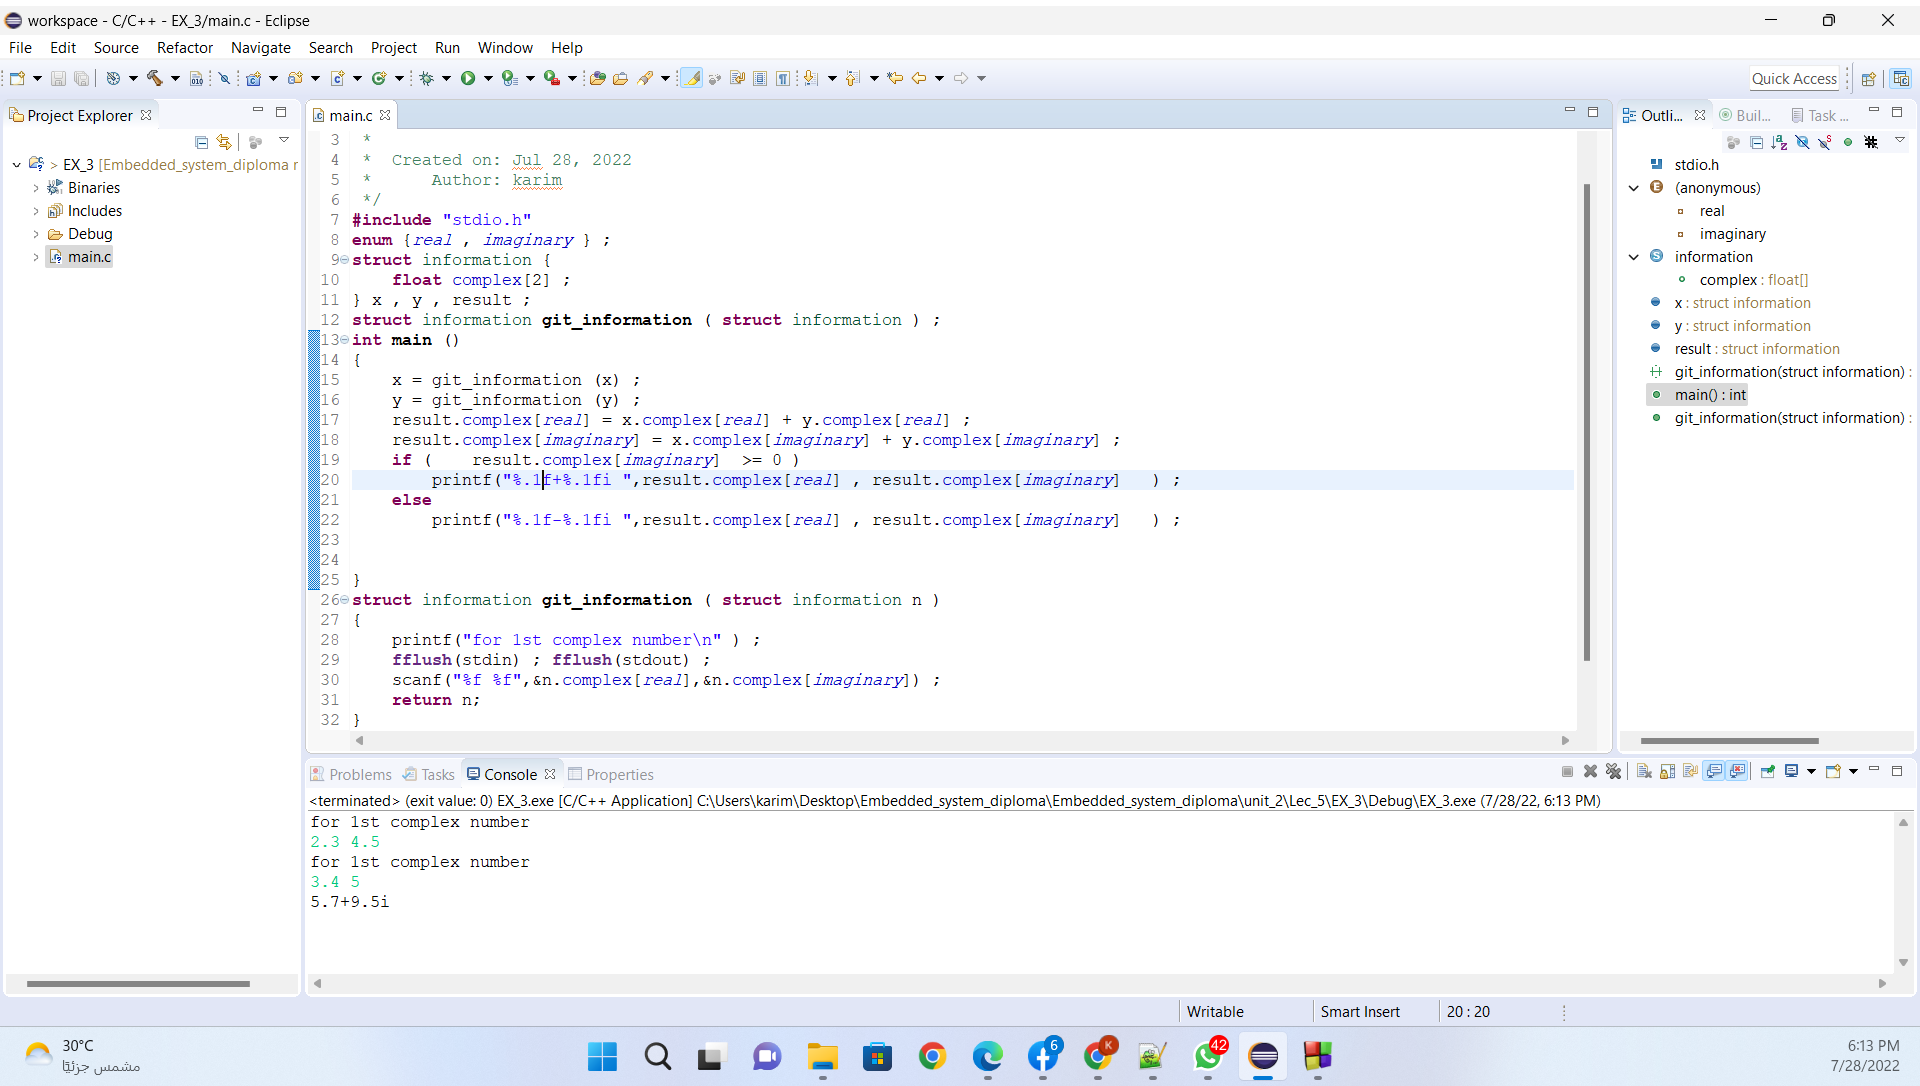 workspace - C/C++ - EX_3/main.c - Eclipse
File Edit Source Refactor Navigate Search Project Run Window Help
Quick Access
Project Explorer
main.c
Outli... Buil... Task ...
EX_3 [Embedded_system_diploma r
Binaries
Includes
Debug
main.c
3 *
4 * Created on: Jul 28, 2022
5 * Author: karim
6 */
7 #include "stdio.h"
8 enum {real , imaginary } ;
9 struct information {
10 float complex[2] ;
11 } x , y , result ;
12 struct information git_information ( struct information ) ;
13 int main ()
14 {
15 x = git_information (x) ;
16 y = git_information (y) ;
17 result.complex[real] = x.complex[real] + y.complex[real] ;
18 result.complex[imaginary] = x.complex[imaginary] + y.complex[imaginary] ;
19 if ( result.complex[imaginary] >= 0 )
20 printf("%.1f+%.1fi ",result.complex[real] , result.complex[imaginary] ) ;
21 else
22 printf("%.1f-%.1fi ",result.complex[real] , result.complex[imaginary] ) ;
23
24
25 }
26 struct information git_information ( struct information n )
27 {
28 printf("for 1st complex number\n" ) ;
29 fflush(stdin) ; fflush(stdout) ;
30 scanf("%f %f",&n.complex[real],&n.complex[imaginary]) ;
31 return n;
32 }
stdio.h
(anonymous)
real
imaginary
information
complex : float[]
x : struct information
y : struct information
result : struct information
git_information(struct information) :
main() : int
git_information(struct information) :
Problems Tasks Console Properties
<terminated> (exit value: 0) EX_3.exe [C/C++ Application] C:\Users\karim\Desktop\Embedded_system_diploma\Embedded_system_diploma\unit_2\Lec_5\EX_3\Debug\EX_3.exe (7/28/22, 6:13 PM)
for 1st complex number
2.3 4.5
for 1st complex number
3.4 5
5.7+9.5i
Writable Smart Insert 20 : 20
30°C
مشمس جزئيًا
6
K
42
6:13 PM
7/28/2022